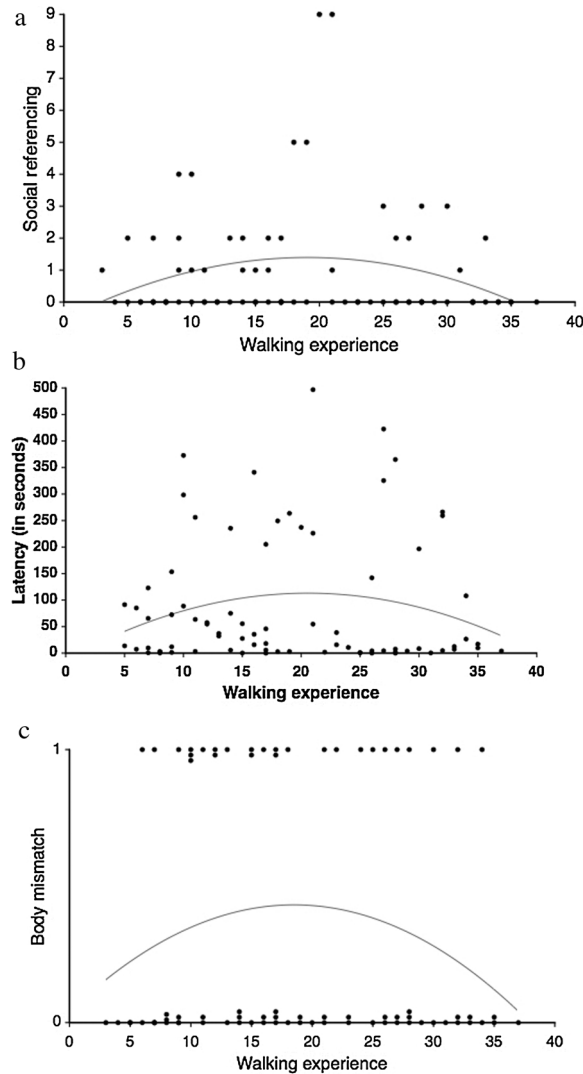 a
9
8
7
6
5
4
3
2
1
0
Social referencing
0 5 10 15 20 25 30 35 40
Walking experience
b
500
450
400
350
300
250
200
150
100
50
0
Latency (in seconds)
0 5 10 15 20 25 30 35 40
Walking experience
c
1
0
Body mismatch
0 5 10 15 20 25 30 35 40
Walking experience